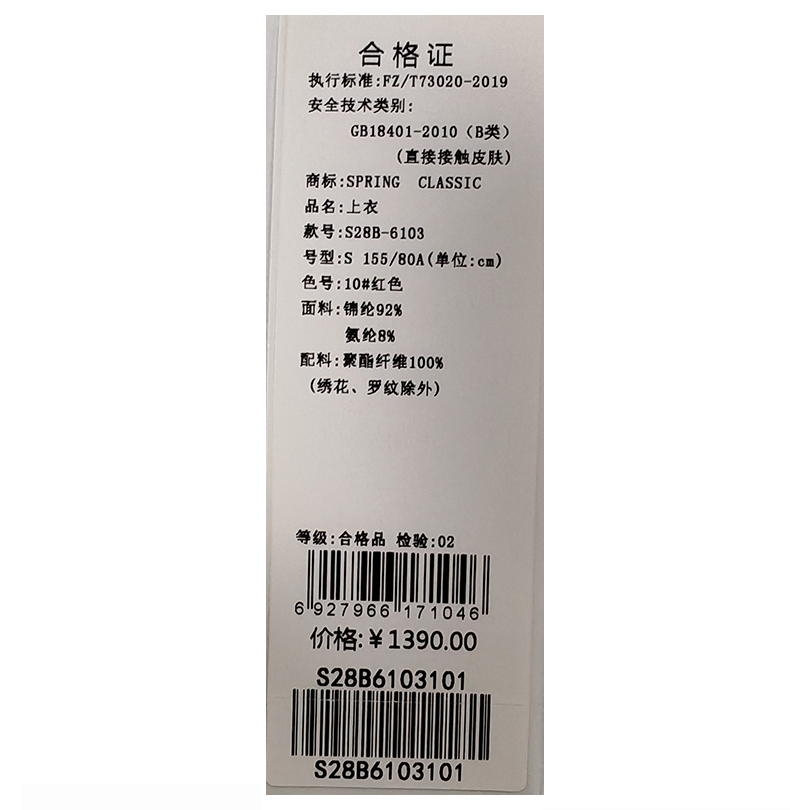 合格证
执行标准:FZ/T73020-2019
安全技术类别:
GB18401-2010（B类）
(直接接触皮肤)
商标:SPRING CLASSIC
品名:上衣
款号:S28B-6103
号型:S 155/80A(单位:cm)
色号:10#红色
面料:锦纶92%
氨纶8%
配料:聚酯纤维100%
(绣花、罗纹除外)
等级:合格品 检验:02
6 927966 171046
价格:￥1390.00
S28B6103101
S28B6103101